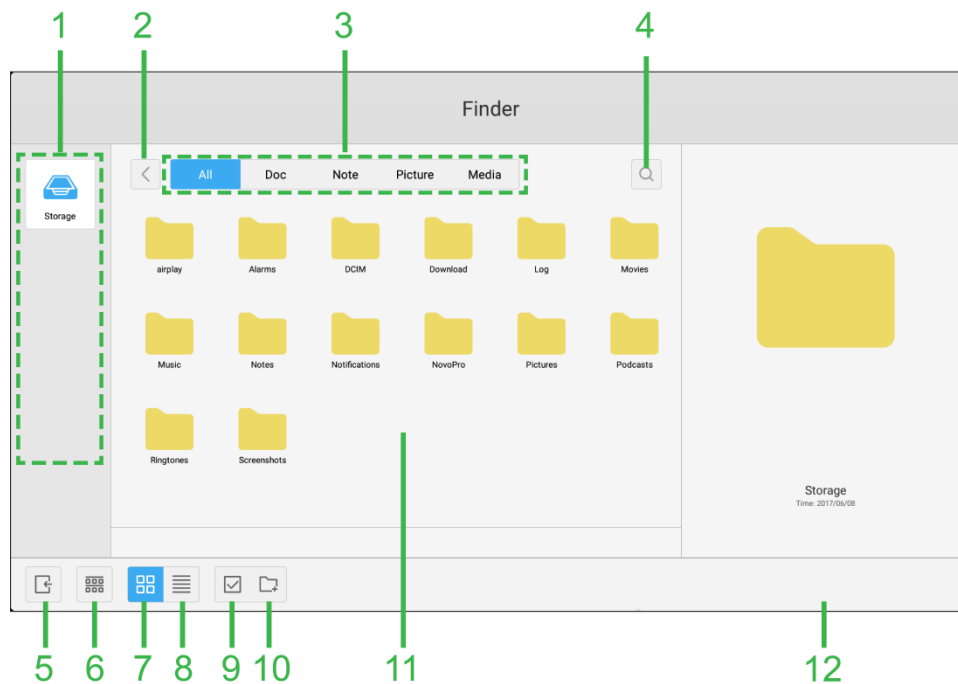 1 2 3 4
Finder
All Doc Note Picture Media
Storage
airplay Alarms DCIM Download Log Movies
Music Notes Notifications NovoPro Pictures Podcasts
Ringtones Screenshots
Storage
Time: 2017/06/08
5 6 7 8 9 10 11 12